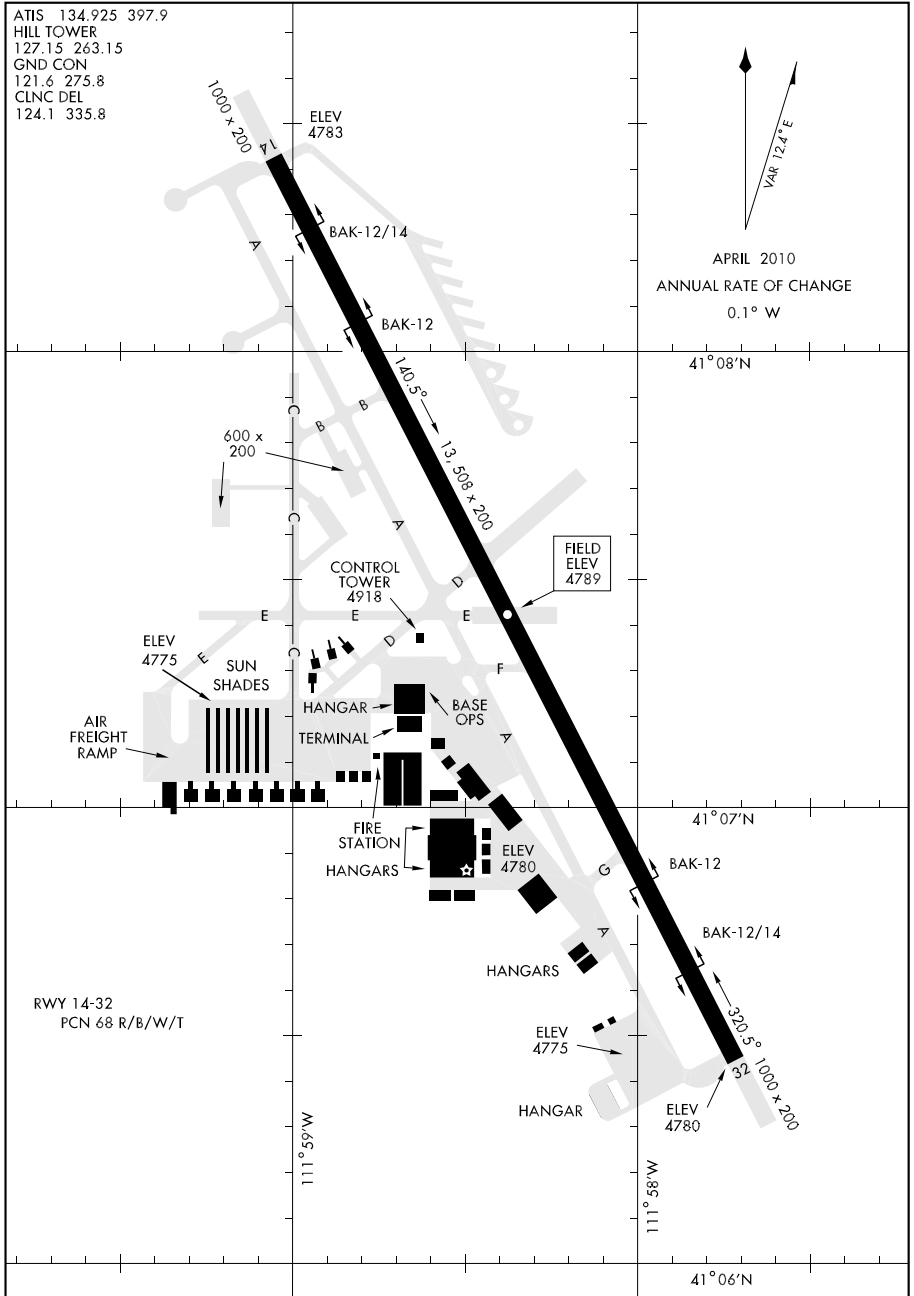 ATIS 134.925 397.9
HILL TOWER
127.15 263.15
GND CON
121.6 275.8
CLNC DEL
124.1 335.8
1000 x 200
14
ELEV
4783
VAR 12.4° E
APRIL 2010
ANNUAL RATE OF CHANGE
0.1° W
A
BAK-12/14
BAK-12
41°08'N
140.5°
13, 508 x 200
C
B
B
600 x
200
C
A
FIELD
ELEV
4789
CONTROL
TOWER
4918
D
E
E
E
D
C
E
F
ELEV
4775
SUN
SHADES
HANGAR
BASE
OPS
TERMINAL
A
AIR
FREIGHT
RAMP
41°07'N
FIRE
STATION
HANGARS
ELEV
4780
G
BAK-12
A
BAK-12/14
HANGARS
RWY 14-32
PCN 68 R/B/W/T
320.5°
1000 x 200
32
ELEV
4775
HANGAR
ELEV
4780
111°59'W
111°58'W
41°06'N